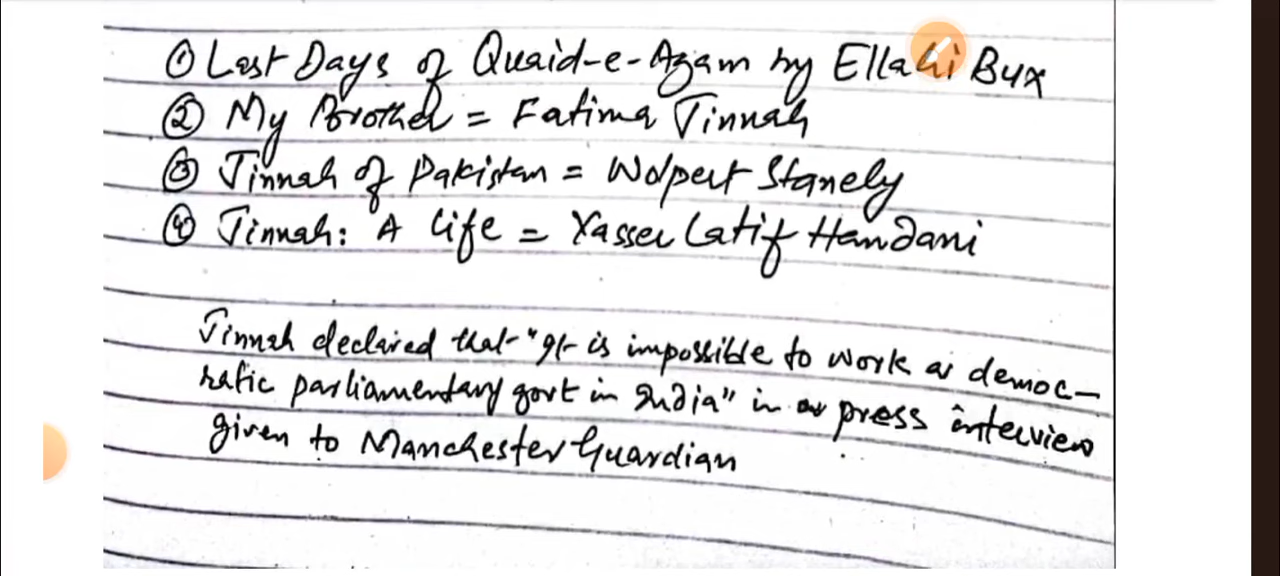 ① Last Days of Quaid-e-Azam by Ellahi Bux
② My Brother = Fatima Jinnah
③ Jinnah of Pakistan = Wolpert Stanely
④ Jinnah: A life = Yasser Latif Hamdani
Jinnah declared that "It is impossible to work a democ-
ratic parliamentary govt in India" in a press interview
given to Manchester Guardian